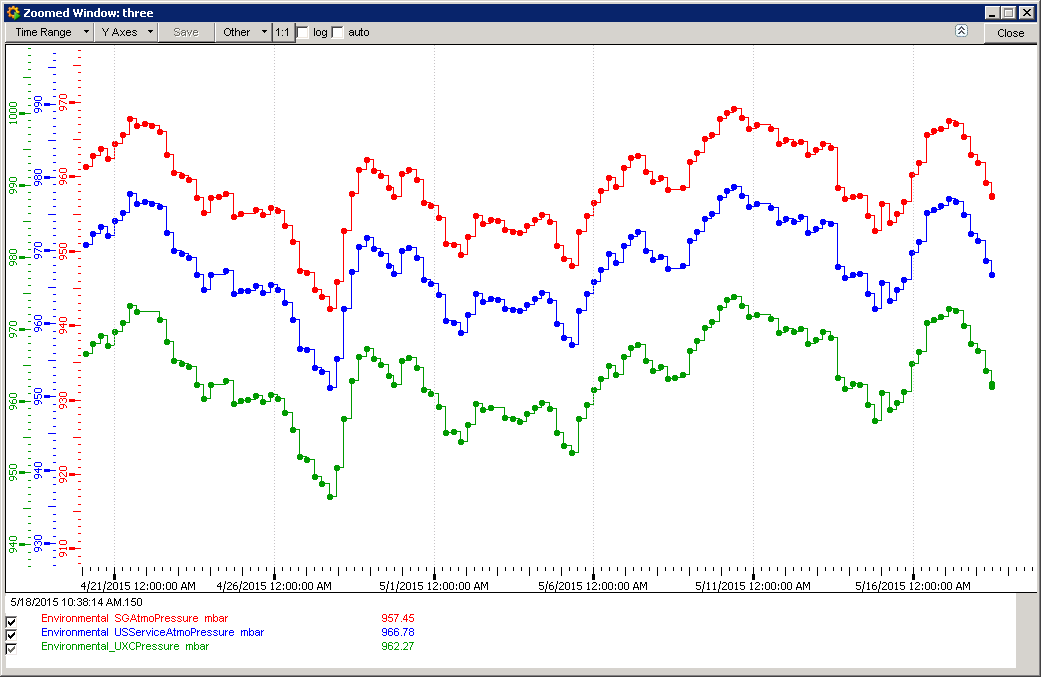 Zoomed Window: three
Time Range Y Axes Save Other 1:1 log auto Close
1000 990 980 970 960 950 940
990 980 970 960 950 940 930
970 960 950 940 930 920 910
4/21/2015 12:00:00 AM 4/26/2015 12:00:00 AM 5/1/2015 12:00:00 AM 5/6/2015 12:00:00 AM 5/11/2015 12:00:00 AM 5/16/2015 12:00:00 AM
5/18/2015 10:38:14 AM.150
Environmental_SGAtmoPressure mbar 957.45
Environmental_USServiceAtmoPressure mbar 966.78
Environmental_UXCPressure mbar 962.27